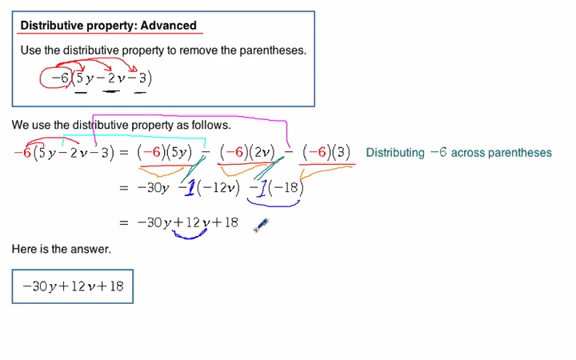 Distributive property: Advanced
Use the distributive property to remove the parentheses.
−6(5y−2v−3)
We use the distributive property as follows.
−6(5y−2v−3) = (−6)(5y) − (−6)(2v) − (−6)(3) Distributing −6 across parentheses
= −30y −1(−12v) −1(−18)
= −30y+12v+18
Here is the answer.
−30y+12v+18